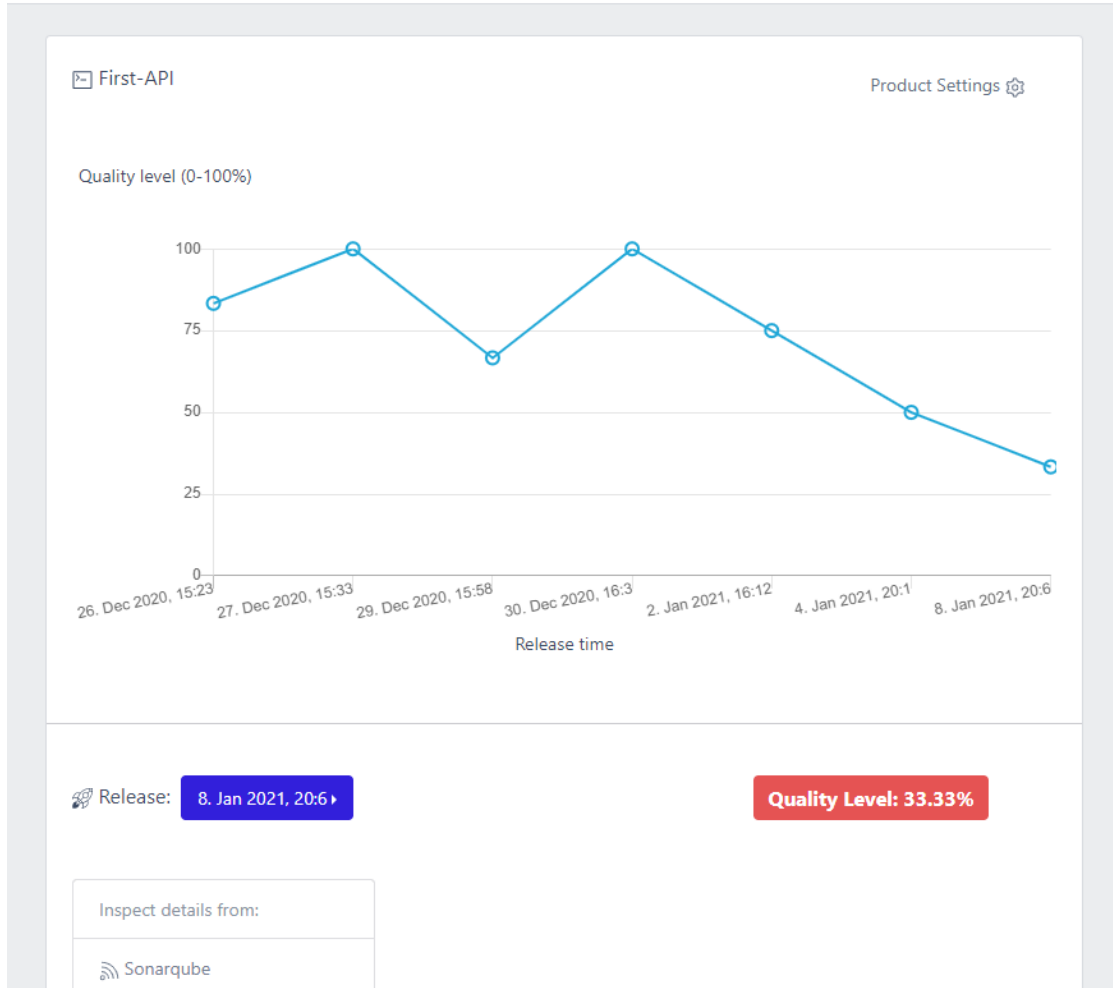 First-API
Product Settings
Quality level (0-100%)
100
75
50
25
0
26. Dec 2020, 15:23
27. Dec 2020, 15:33
29. Dec 2020, 15:58
30. Dec 2020, 16:3
2. Jan 2021, 16:12
4. Jan 2021, 20:1
8. Jan 2021, 20:6
Release time
Release:
8. Jan 2021, 20:6
Quality Level: 33.33%
Inspect details from:
Sonarqube